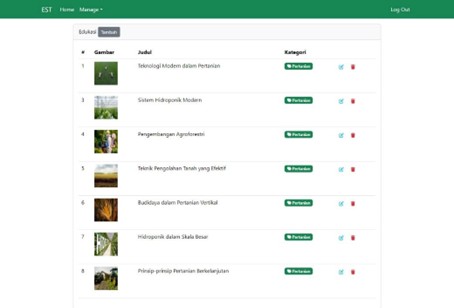 EST Home Manage Log Out
Edukasi Tambah
# Gambar Judul Kategori
1 Teknologi Modern dalam Pertanian Pertanian
3 Sistem Hidroponik Modern Pertanian
4 Pengembangan Agroforestri Pertanian
5 Teknik Pengolahan Tanah yang Efektif Pertanian
6 Budidaya dalam Pertanian Vertikal Pertanian
7 Hidroponik dalam Skala Besar Pertanian
8 Prinsip-prinsip Pertanian Berkelanjutan Pertanian